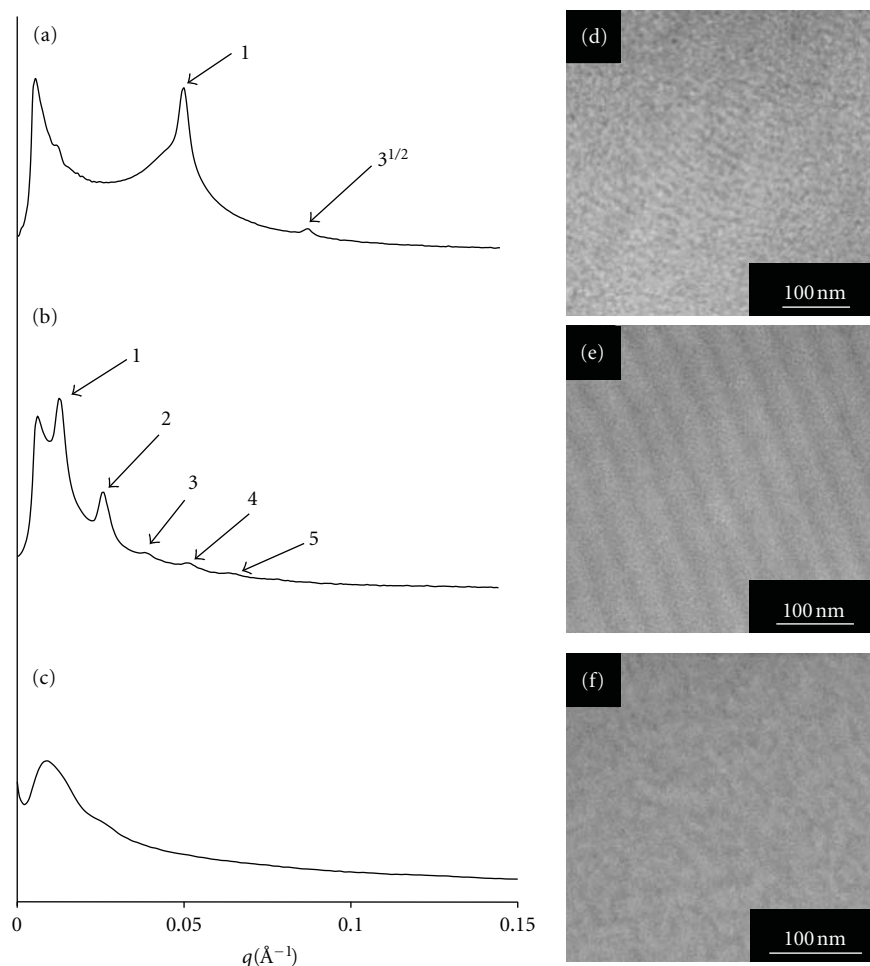 (a)
1
3^{1/2}
(b)
1
2
3
4
5
(c)
0
0.05
0.1
0.15
q(Å⁻¹)
(d)
100 nm
(e)
100 nm
(f)
100 nm